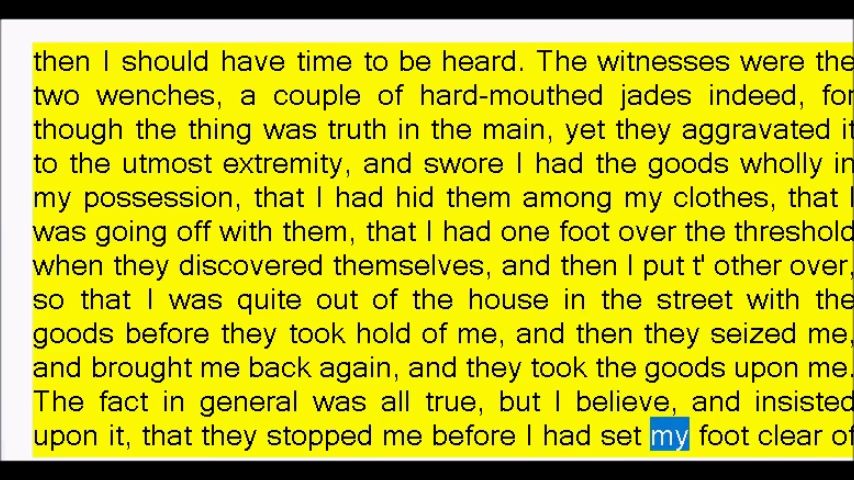 then I should have time to be heard. The witnesses were the
two wenches, a couple of hard-mouthed jades indeed, for
though the thing was truth in the main, yet they aggravated it
to the utmost extremity, and swore I had the goods wholly in
my possession, that I had hid them among my clothes, that I
was going off with them, that I had one foot over the threshold
when they discovered themselves, and then I put t' other over,
so that I was quite out of the house in the street with the
goods before they took hold of me, and then they seized me,
and brought me back again, and they took the goods upon me.
The fact in general was all true, but I believe, and insisted
upon it, that they stopped me before I had set my foot clear of